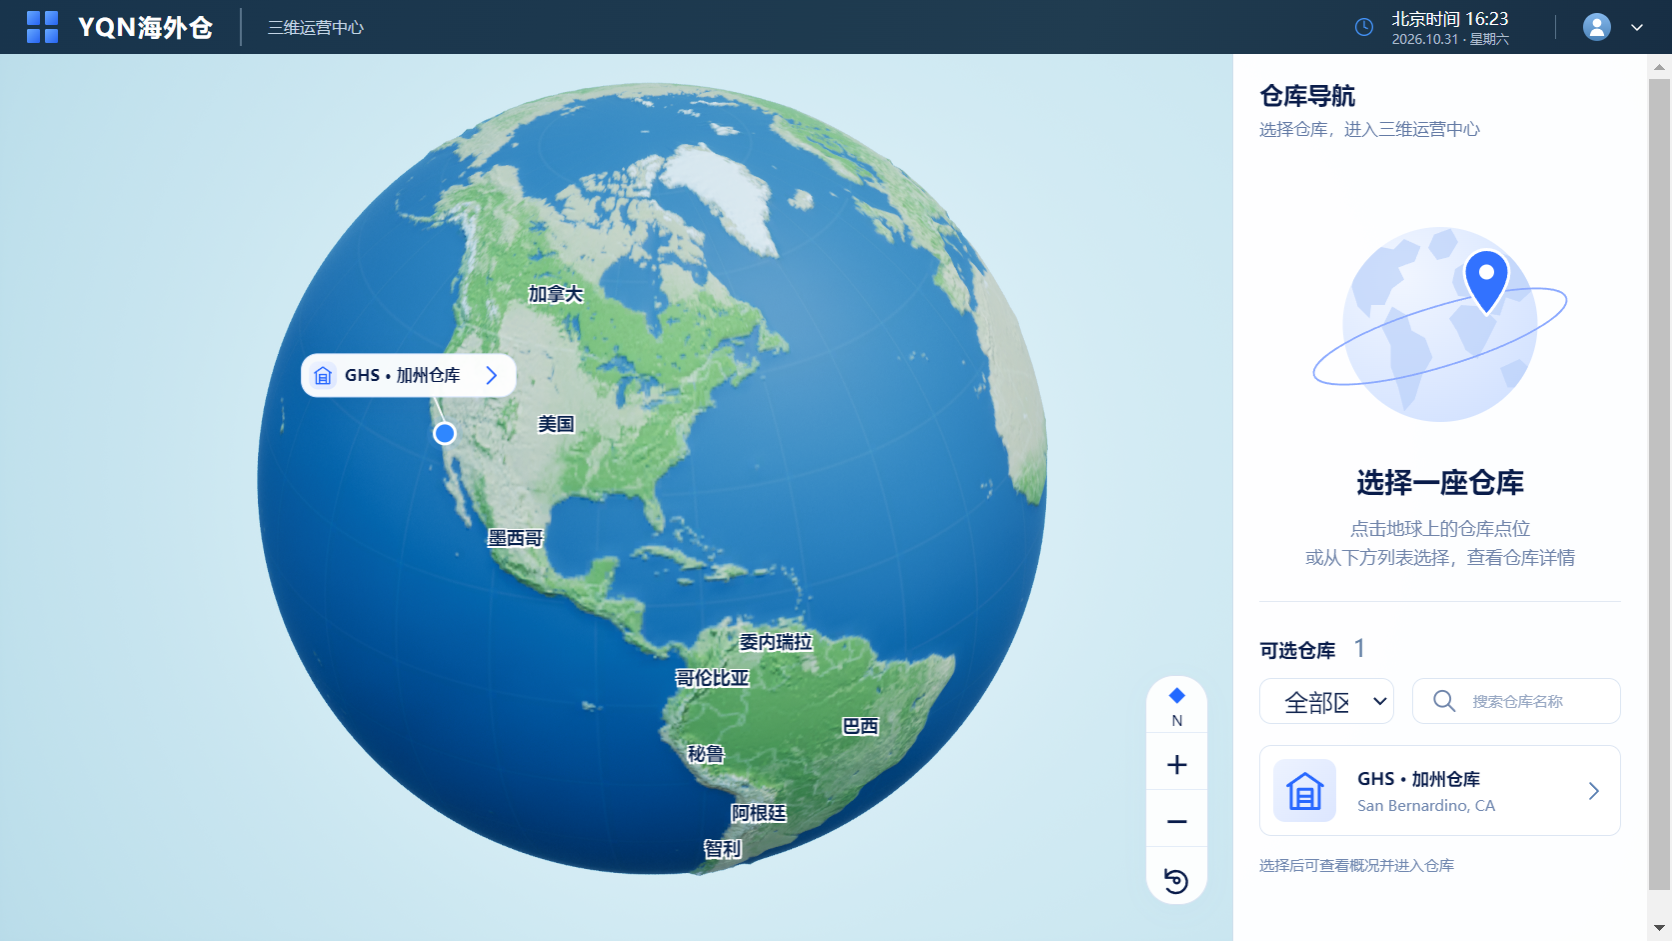 YQN海外仓
三维运营中心
北京时间 16:23
2026.10.31 · 星期六
加拿大
GHS • 加州仓库
美国
墨西哥
委内瑞拉
哥伦比亚
巴西
秘鲁
阿根廷
智利
N
仓库导航
选择仓库，进入三维运营中心
选择一座仓库
点击地球上的仓库点位
或从下方列表选择，查看仓库详情
可选仓库 1
全部区
搜索仓库名称
GHS • 加州仓库
San Bernardino, CA
选择后可查看概况并进入仓库